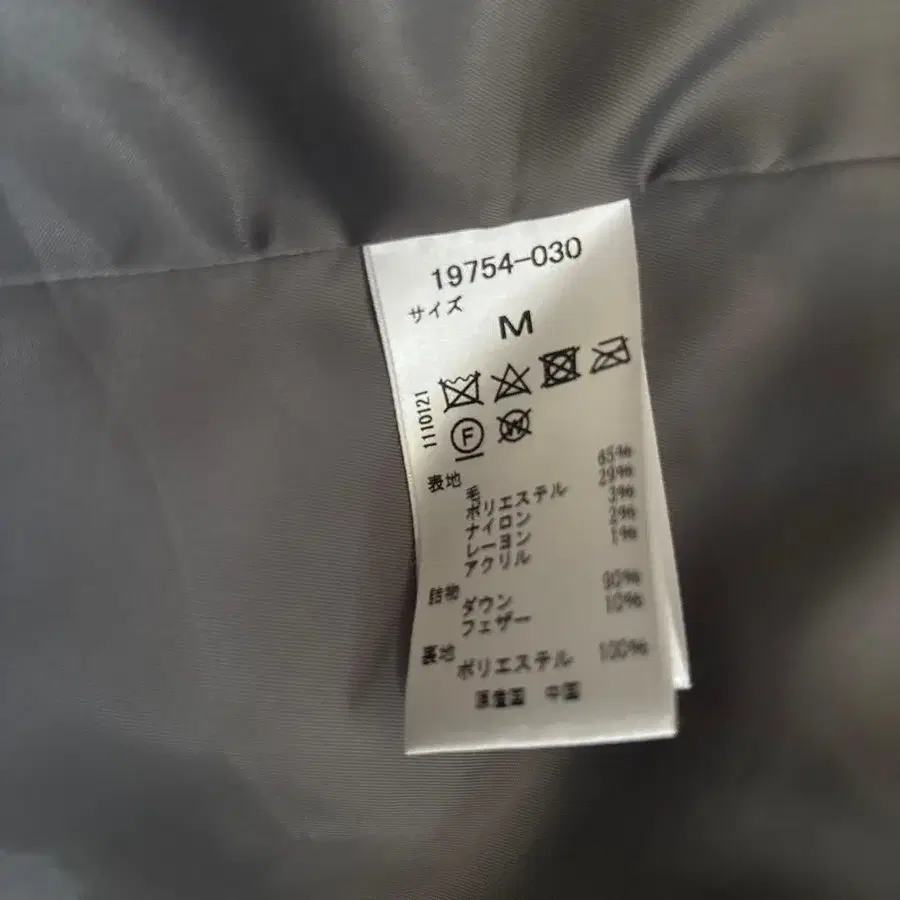 19754-030
サイズ
M
1110121
F
W
表地
毛 65%
ポリエステル 29%
ナイロン 3%
レーヨン 2%
アクリル 1%
詰物
ダウン 90%
フェザー 10%
裏地
ポリエステル 100%
原産国 中国